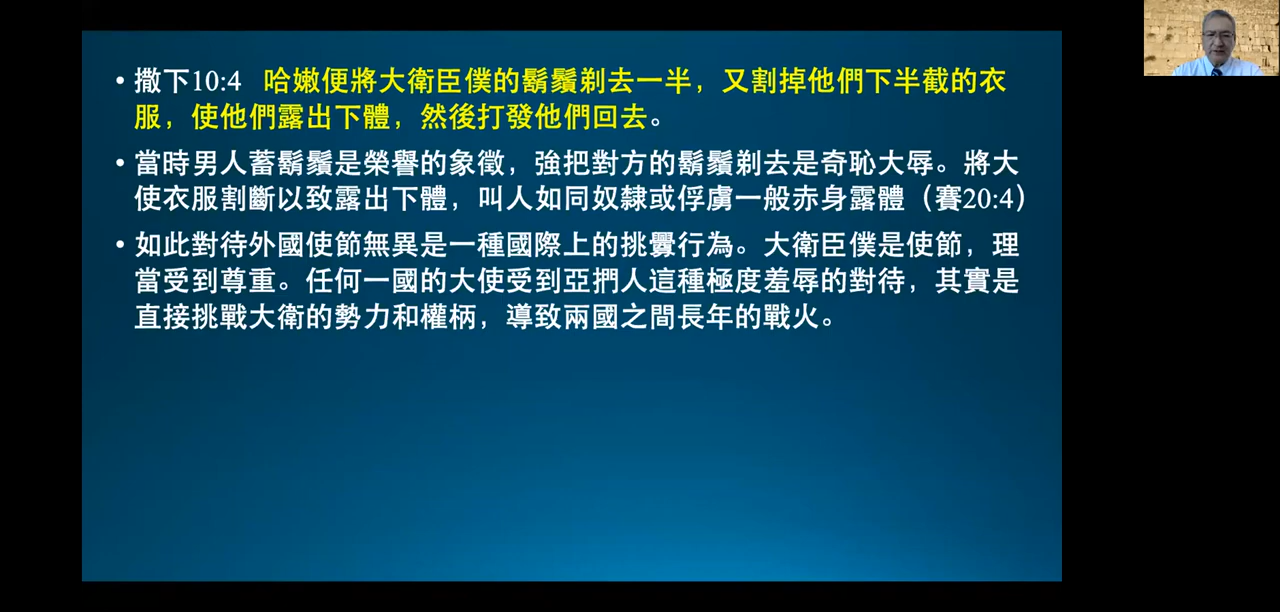 • 撒下10:4 哈嫩便將大衛臣僕的鬍鬚剃去一半，又割掉他們下半截的衣
服，使他們露出下體，然後打發他們回去。
• 當時男人蓄鬍鬚是榮譽的象徵，強把對方的鬍鬚剃去是奇恥大辱。將大
使衣服割斷以致露出下體，叫人如同奴隸或俘虜一般赤身露體（賽20:4）
• 如此對待外國使節無異是一種國際上的挑釁行為。大衛臣僕是使節，理
當受到尊重。任何一國的大使受到亞捫人這種極度羞辱的對待，其實是
直接挑戰大衛的勢力和權柄，導致兩國之間長年的戰火。